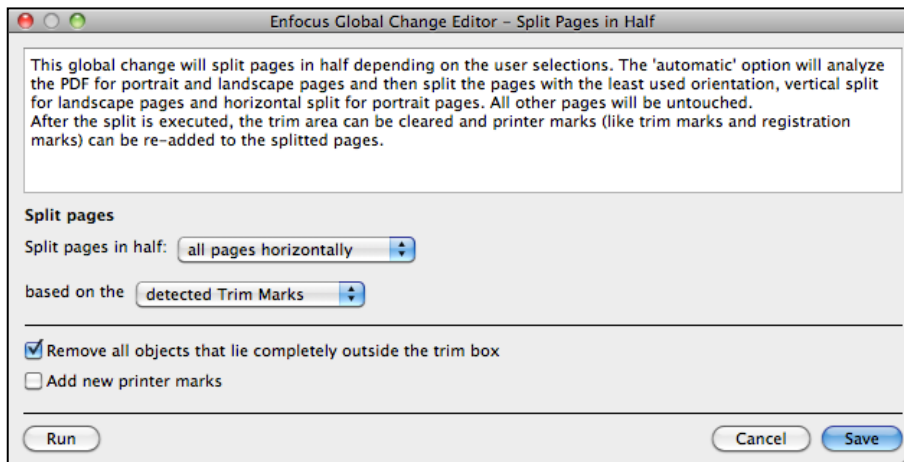 Enfocus Global Change Editor – Split Pages in Half
This global change will split pages in half depending on the user selections. The 'automatic' option will analyze
the PDF for portrait and landscape pages and then split the pages with the least used orientation, vertical split
for landscape pages and horizontal split for portrait pages. All other pages will be untouched.
After the split is executed, the trim area can be cleared and printer marks (like trim marks and registration
marks) can be re-added to the splitted pages.
Split pages
Split pages in half: all pages horizontally
based on the detected Trim Marks
Remove all objects that lie completely outside the trim box
Add new printer marks
Run Cancel Save